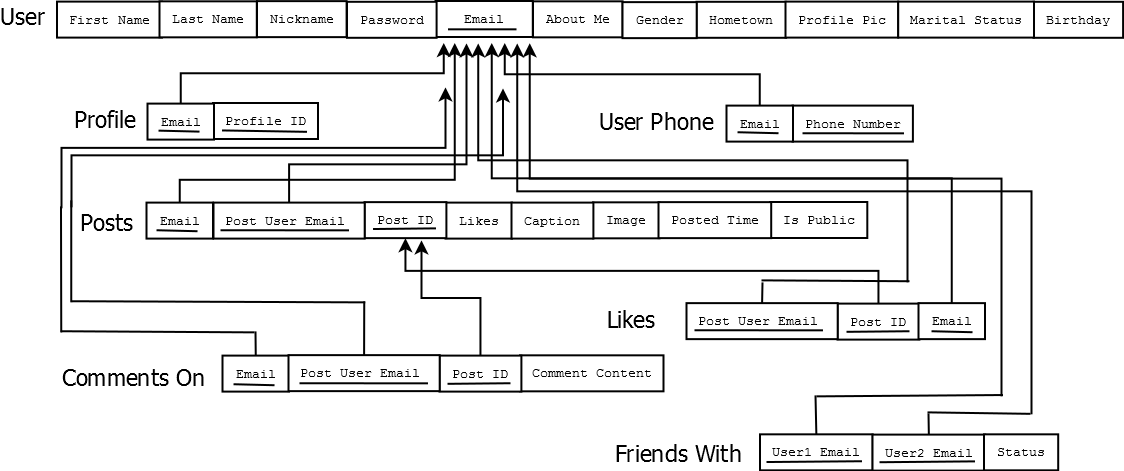 User First Name Last Name Nickname Password Email About Me Gender Hometown Profile Pic Marital Status Birthday
Profile Email Profile ID
User Phone Email Phone Number
Posts Email Post User Email Post ID Likes Caption Image Posted Time Is Public
Likes Post User Email Post ID Email
Comments On Email Post User Email Post ID Comment Content
Friends With User1 Email User2 Email Status